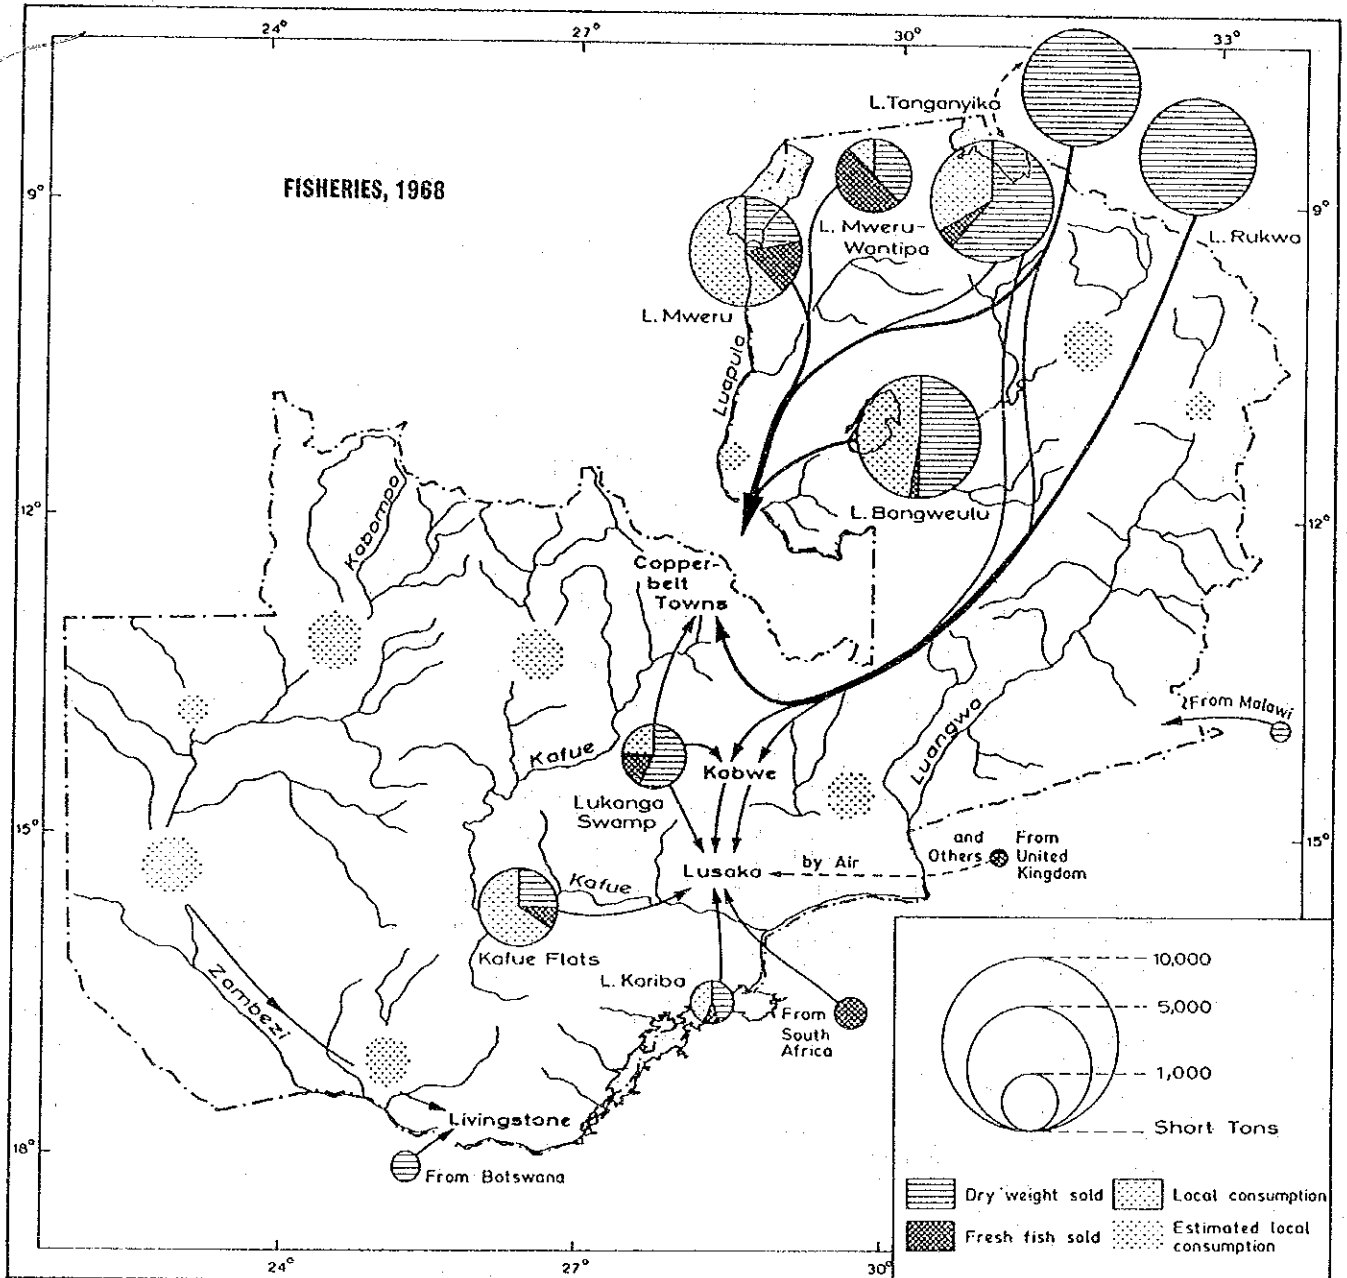 24°
27°
30°
33°
L. Tanganyika
9°
FISHERIES, 1968
9°
L. Mweru-
Wantipa
L. Rukwa
L. Mweru
Luapula
L. Bangweulu
12°
12°
Kabompo
Copper-
belt
Towns
From Malawi
Luangwa
Kafue
Kabwe
Lukanga
Swamp
15°
15°
and
Others
From
United
Kingdom
by Air
Lusaka
Kafue
Kafue Flats
L. Kariba
Zambezi
From
South
Africa
Livingstone
18°
From Botswana
10,000
5,000
1,000
Short Tons
Dry weight sold
Local consumption
Fresh fish sold
Estimated local
consumption
24°
27°
30°